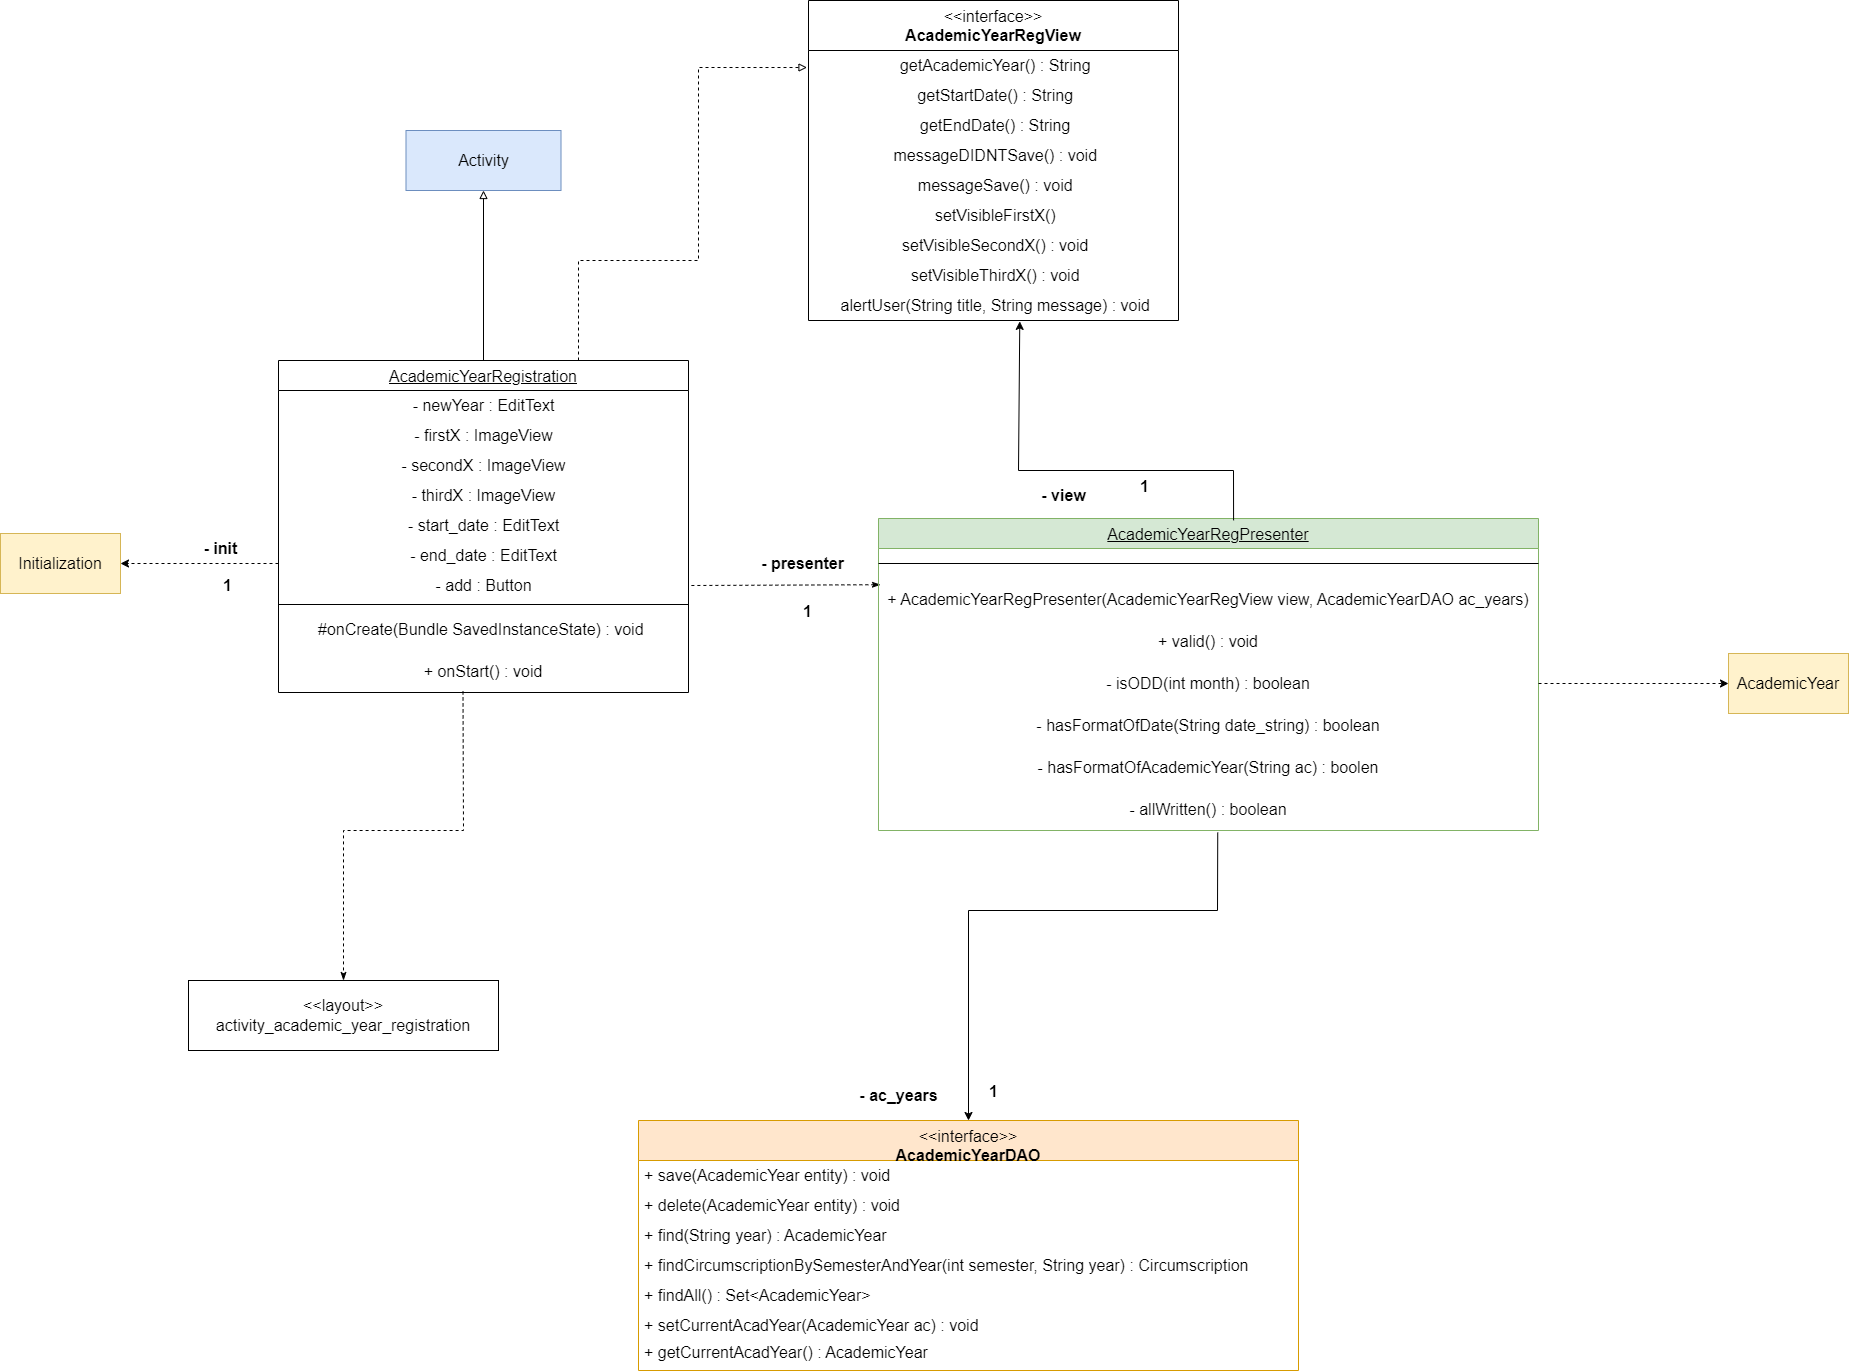 <<interface>>
AcademicYearRegView
getAcademicYear() : String
getStartDate() : String
getEndDate() : String
messageDIDNTSave() : void
messageSave() : void
setVisibleFirstX()
setVisibleSecondX() : void
setVisibleThirdX() : void
alertUser(String title, String message) : void
Activity
AcademicYearRegistration
- newYear : EditText
- firstX : ImageView
- secondX : ImageView
- thirdX : ImageView
- start_date : EditText
- end_date : EditText
- add : Button
#onCreate(Bundle SavedInstanceState) : void
+ onStart() : void
- init
1
Initialization
- presenter
1
- view
1
AcademicYearRegPresenter
+ AcademicYearRegPresenter(AcademicYearRegView view, AcademicYearDAO ac_years)
+ valid() : void
- isODD(int month) : boolean
- hasFormatOfDate(String date_string) : boolean
- hasFormatOfAcademicYear(String ac) : boolen
- allWritten() : boolean
AcademicYear
<<layout>>
activity_academic_year_registration
- ac_years
1
<<interface>>
AcademicYearDAO
+ save(AcademicYear entity) : void
+ delete(AcademicYear entity) : void
+ find(String year) : AcademicYear
+ findCircumscriptionBySemesterAndYear(int semester, String year) : Circumscription
+ findAll() : Set<AcademicYear>
+ setCurrentAcadYear(AcademicYear ac) : void
+ getCurrentAcadYear() : AcademicYear